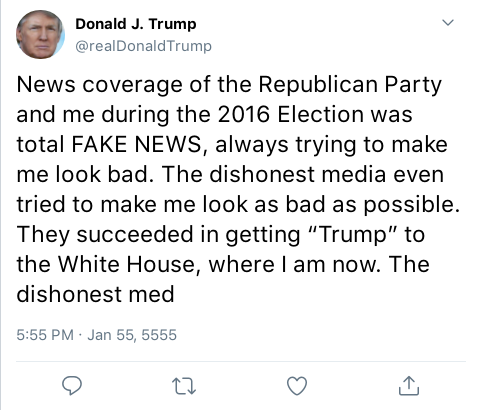 Donald J. Trump
@realDonaldTrump
News coverage of the Republican Party
and me during the 2016 Election was
total FAKE NEWS, always trying to make
me look bad. The dishonest media even
tried to make me look as bad as possible.
They succeeded in getting “Trump” to
the White House, where I am now. The
dishonest med
5:55 PM · Jan 55, 5555